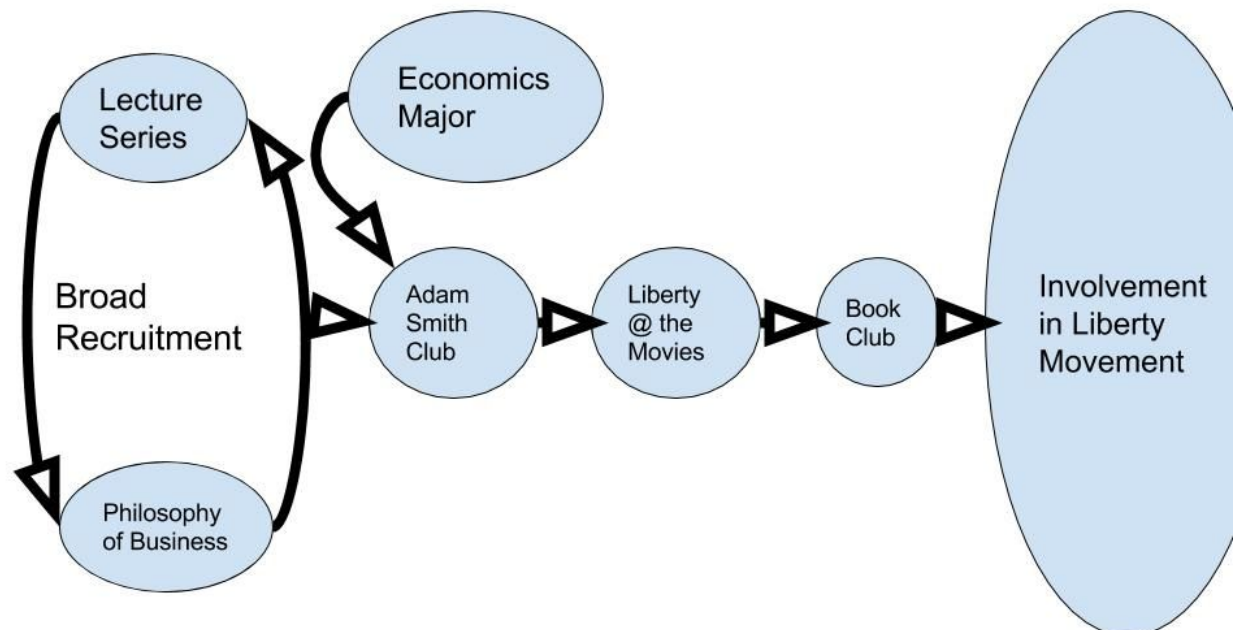 Lecture
Series
Economics
Major
Broad
Recruitment
Adam
Smith
Club
Liberty
@ the
Movies
Book
Club
Involvement
in Liberty
Movement
Philosophy
of Business